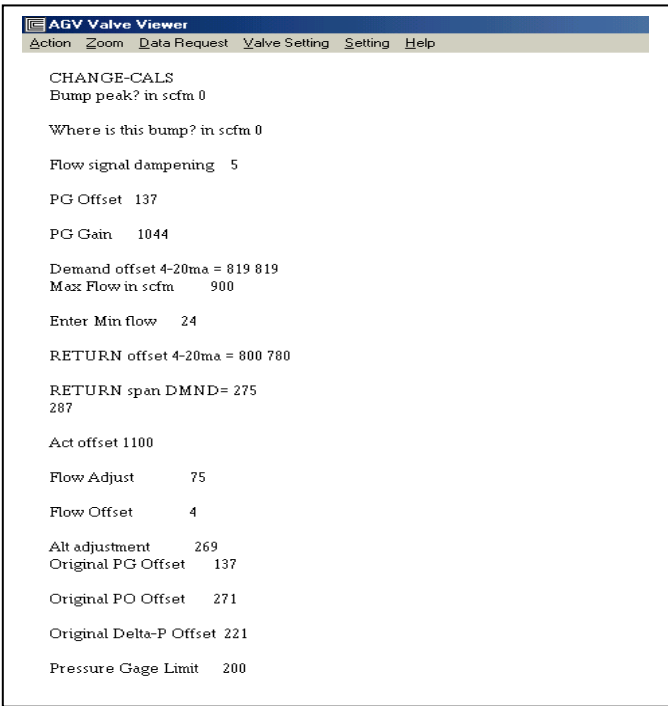 AGV Valve Viewer
Action Zoom Data Request Valve Setting Setting Help
CHANGE-CALS
Bump peak? in scfm 0
Where is this bump? in scfm 0
Flow signal dampening 5
PG Offset 137
PG Gain 1044
Demand offset 4-20ma = 819 819
Max Flow in scfm 900
Enter Min flow 24
RETURN offset 4-20ma = 800 780
RETURN span DMND= 275
287
Act offset 1100
Flow Adjust 75
Flow Offset 4
Alt adjustment 269
Original PG Offset 137
Original PO Offset 271
Original Delta-P Offset 221
Pressure Gage Limit 200